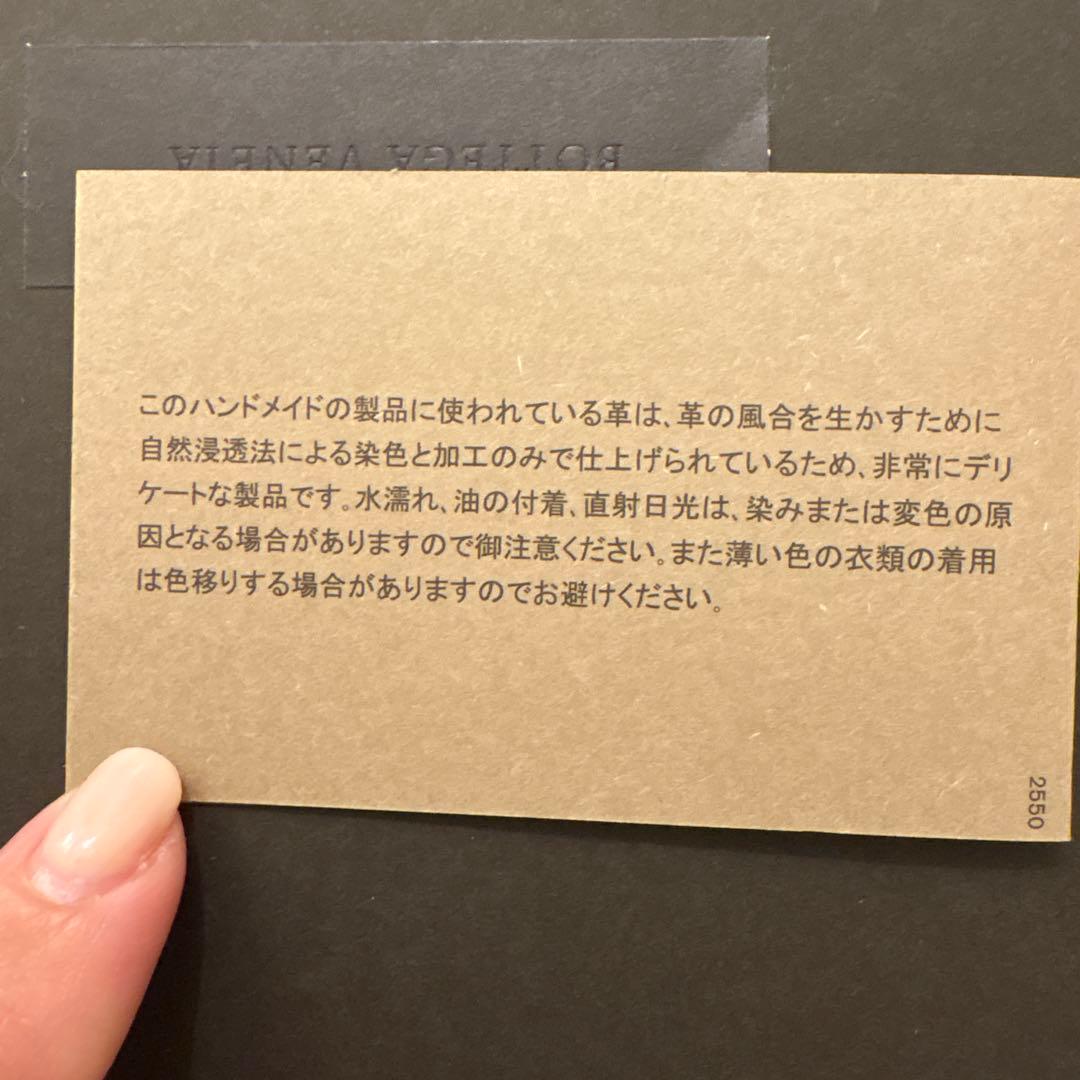 BOTTEGA VENETA
このハンドメイドの製品に使われている革は、革の風合を生かすために
自然浸透法による染色と加工のみで仕上げられているため、非常にデリ
ケートな製品です。水濡れ、油の付着、直射日光は、染みまたは変色の原
因となる場合がありますので御注意ください。また薄い色の衣類の着用
は色移りする場合がありますのでお避けください。
2550